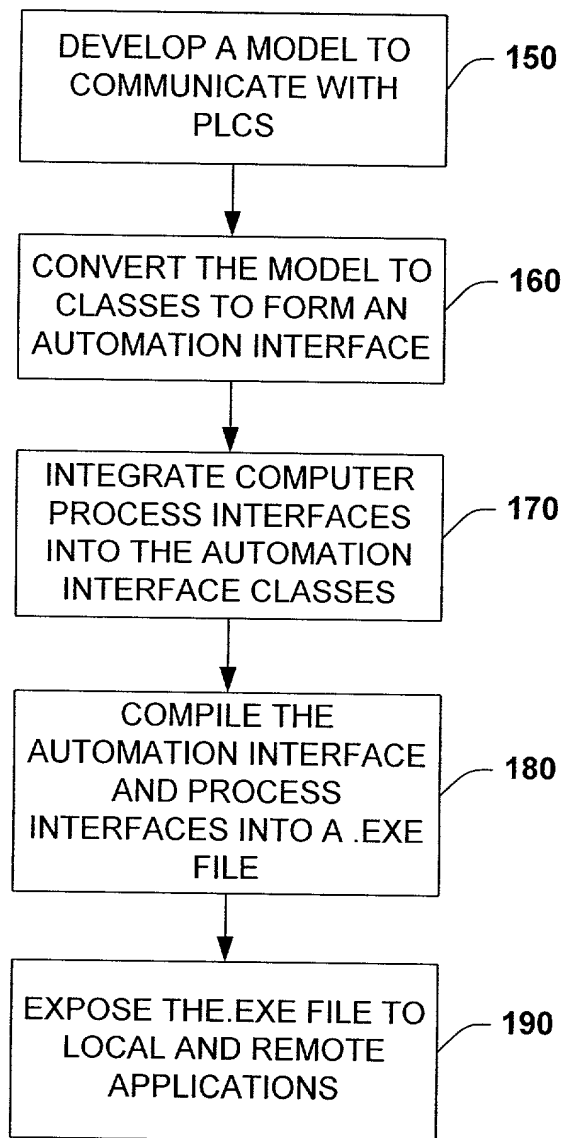 DEVELOP A MODEL TO
COMMUNICATE WITH
PLCS
150
CONVERT THE MODEL TO
CLASSES TO FORM AN
AUTOMATION INTERFACE
160
INTEGRATE COMPUTER
PROCESS INTERFACES
INTO THE AUTOMATION
INTERFACE CLASSES
170
COMPILE THE
AUTOMATION INTERFACE
AND PROCESS
INTERFACES INTO A .EXE
FILE
180
EXPOSE THE.EXE FILE TO
LOCAL AND REMOTE
APPLICATIONS
190